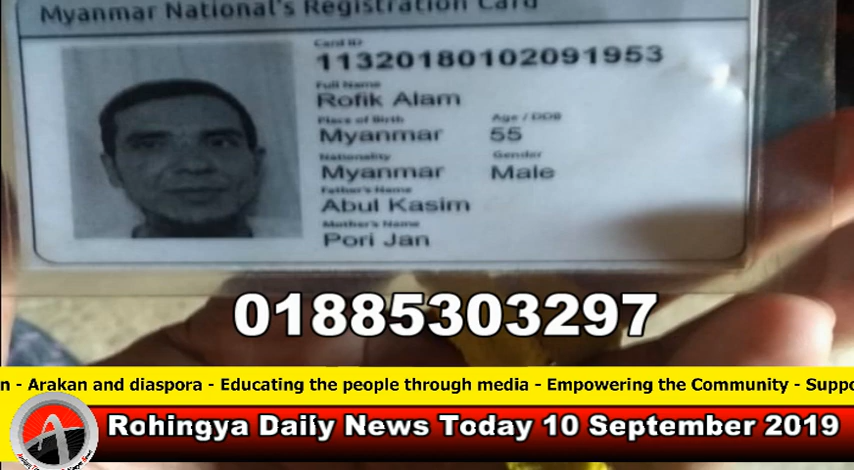 Myanmar National's Registration Card
Card ID
11320180102091953
Full Name
Rofik Alam
Place of Birth Age / DOB
Myanmar 55
Nationality Gender
Myanmar Male
Father's Name
Abul Kasim
Mother's Name
Pori Jan
01885303297
n - Arakan and diaspora - Educating the people through media - Empowering the Community - Suppo
Rohingya Daily News Today 10 September 2019